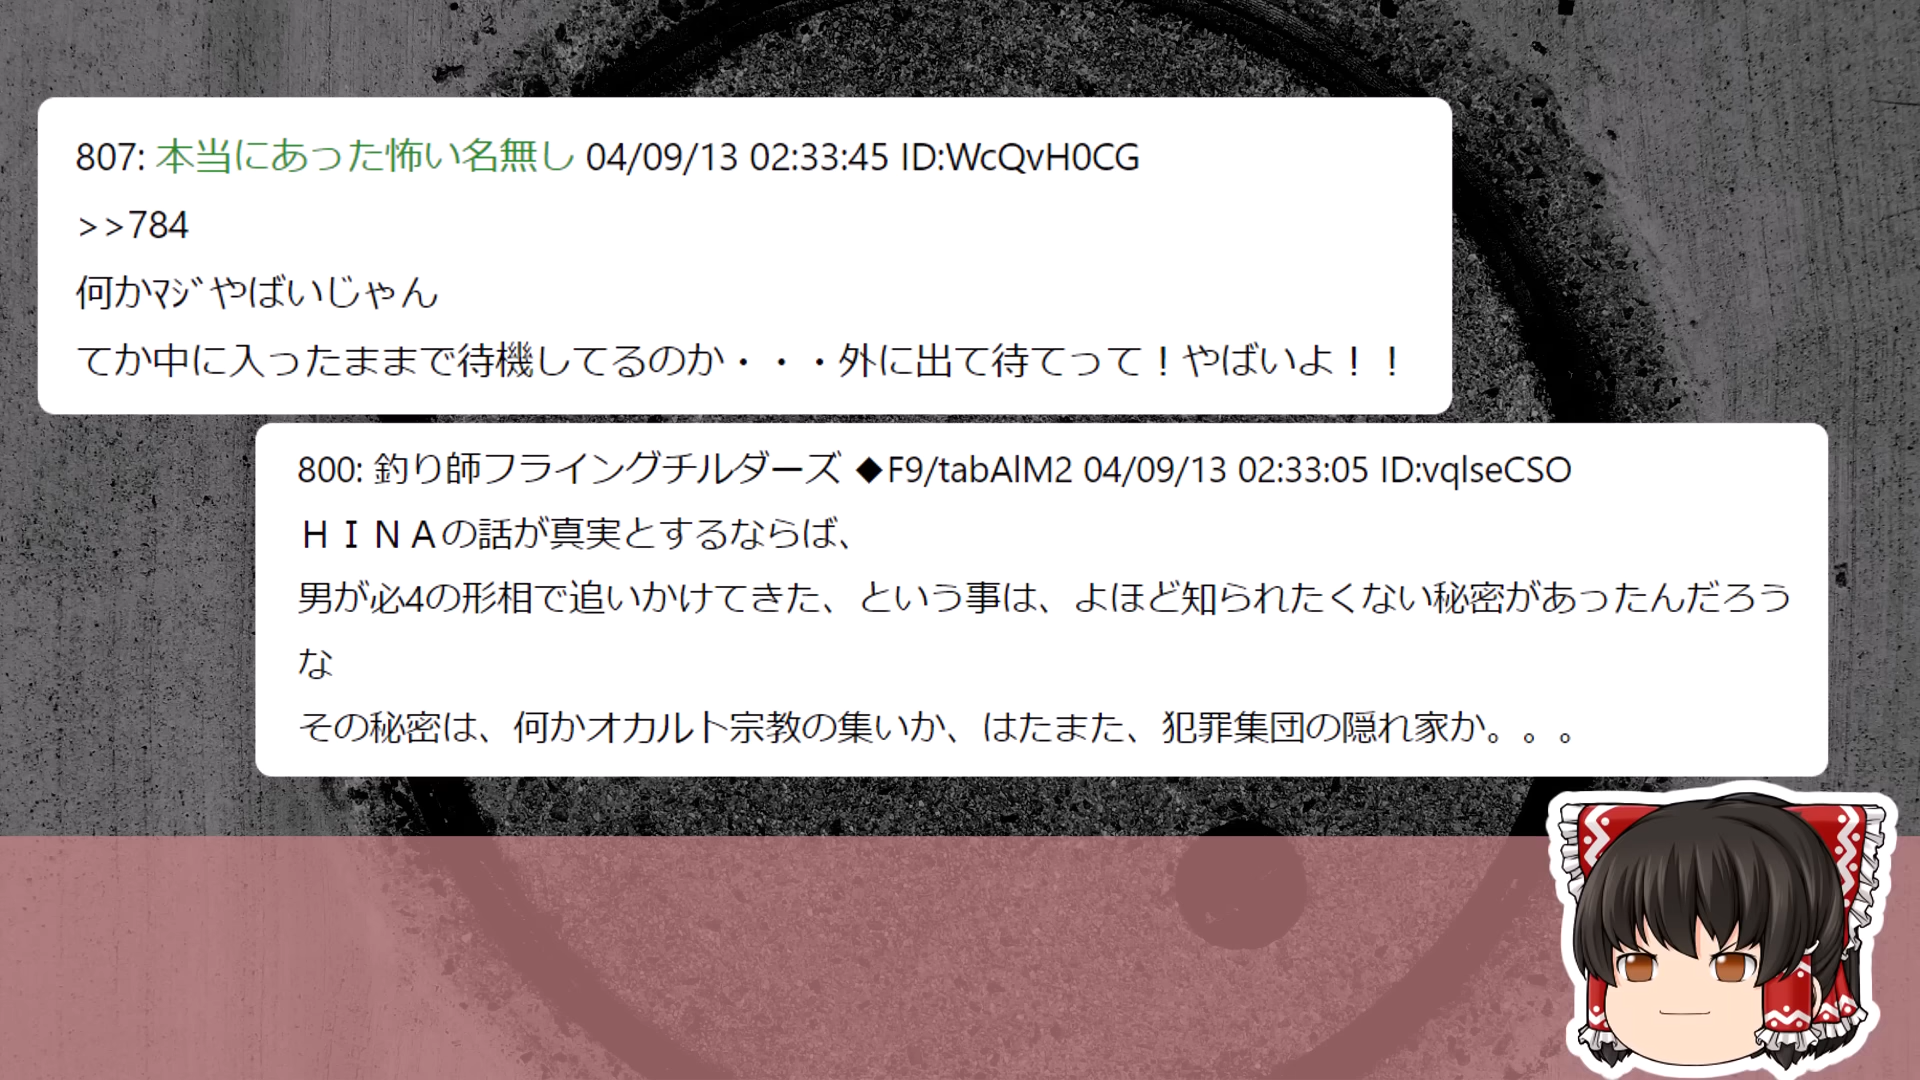 807: 本当にあった怖い名無し 04/09/13 02:33:45 ID:WcQvH0CG
>>784
何かﾏｼﾞやばいじゃん
てか中に入ったままで待機してるのか・・・外に出て待てって！やばいよ！！
800: 釣り師フライングチルダーズ ◆F9/tabAlM2 04/09/13 02:33:05 ID:vqlseCSO
ＨＩＮＡの話が真実とするならば、
男が必4の形相で追いかけてきた、という事は、よほど知られたくない秘密があったんだろう
な
その秘密は、何かオカルト宗教の集いか、はたまた、犯罪集団の隠れ家か。。。